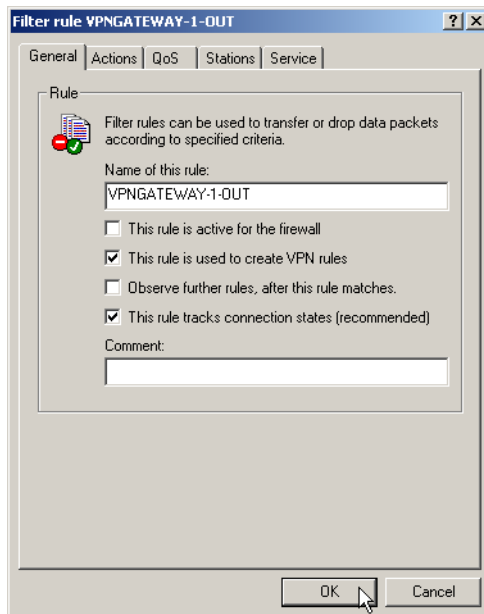 Filter rule VPNGATEWAY-1-OUT
General Actions QoS Stations Service
Rule
Filter rules can be used to transfer or drop data packets
according to specified criteria.
Name of this rule:
VPNGATEWAY-1-OUT
This rule is active for the firewall
This rule is used to create VPN rules
Observe further rules, after this rule matches.
This rule tracks connection states (recommended)
Comment:
OK Cancel